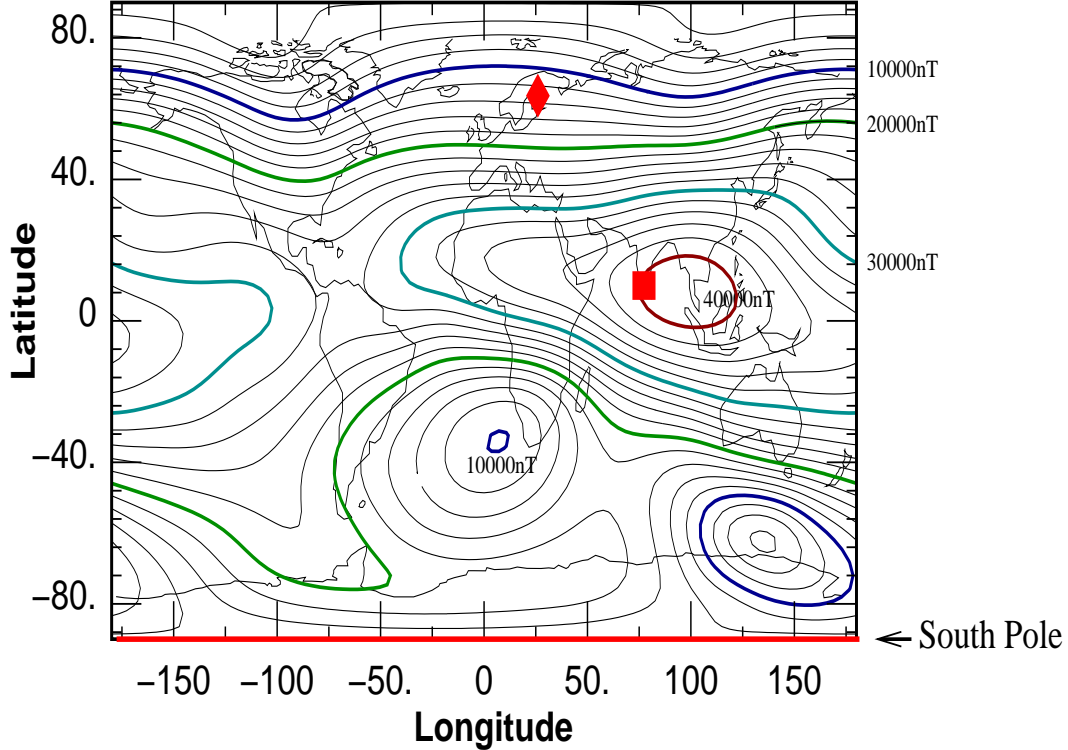 80.
40.
0
−40.
−80.
Latitude
10000nT
20000nT
30000nT
40000nT
10000nT
South Pole
−150 −100 −50. 0 50. 100 150
Longitude